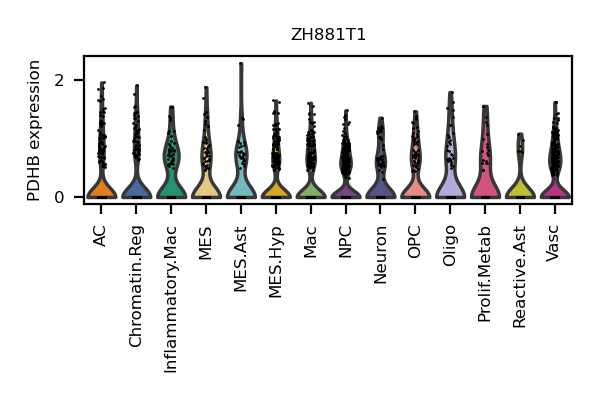 ZH881T1
PDHB expression
2
0
AC
Chromatin.Reg
Inflammatory.Mac
MES
MES.Ast
MES.Hyp
Mac
NPC
Neuron
OPC
Oligo
Prolif.Metab
Reactive.Ast
Vasc